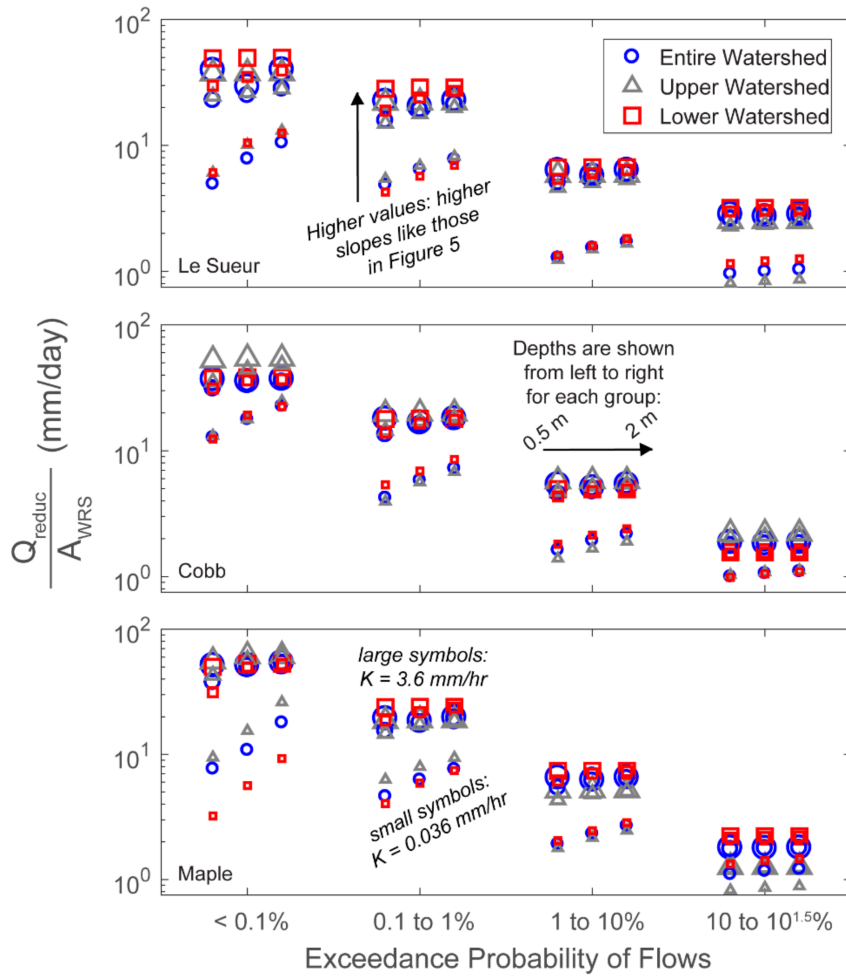 10²
10¹
10⁰
Entire Watershed
Upper Watershed
Lower Watershed
Higher values: higher
slopes like those
in Figure 5
Le Sueur
10²
10¹
10⁰
Depths are shown
from left to right
for each group:
0.5 m
2 m
Cobb
Q_reduc
A_WRS
(mm/day)
10²
10¹
10⁰
large symbols:
K = 3.6 mm/hr
small symbols:
K = 0.036 mm/hr
Maple
< 0.1%
0.1 to 1%
1 to 10%
10 to 10^1.5%
Exceedance Probability of Flows